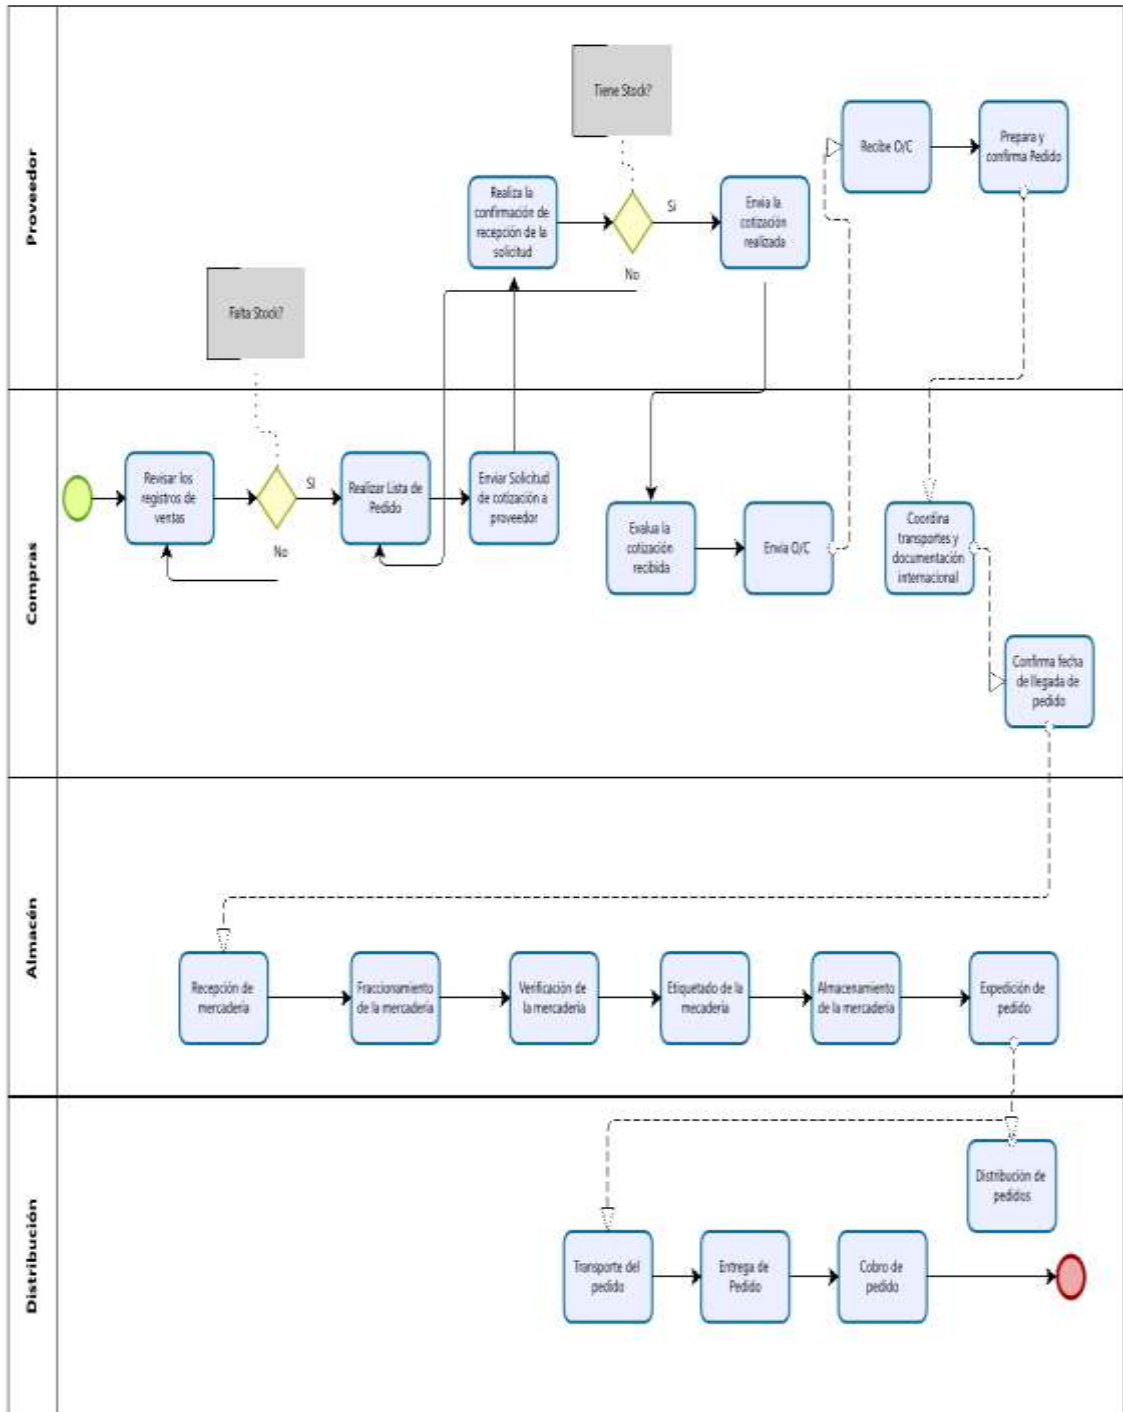 Proveedor
Tiene Stock?
Recibe O/C
Prepara y
confirma Pedido
Realiza la
confirmación de
recepción de la
solicitud
Si
Envia la
cotización
realizada
No
Falta Stock?
Compras
Revisar los
registros de
ventas
SI
No
Realizar Lista de
Pedido
Enviar Solicitud
de cotización a
proveedor
Evalua la
cotización
recibida
Envia O/C
Coordina
transportes y
documentación
internacional
Confirma fecha
de llegada de
pedido
Almacén
Recepción de
mercadería
Fraccionamiento
de la mercadería
Verificación de
la mercadería
Etiquetado de la
mecadería
Almacenamiento
de la mercadería
Expedición de
pedido
Distribución
Distribución de
pedidos
Transporte del
pedido
Entrega de
Pedido
Cobro de
pedido